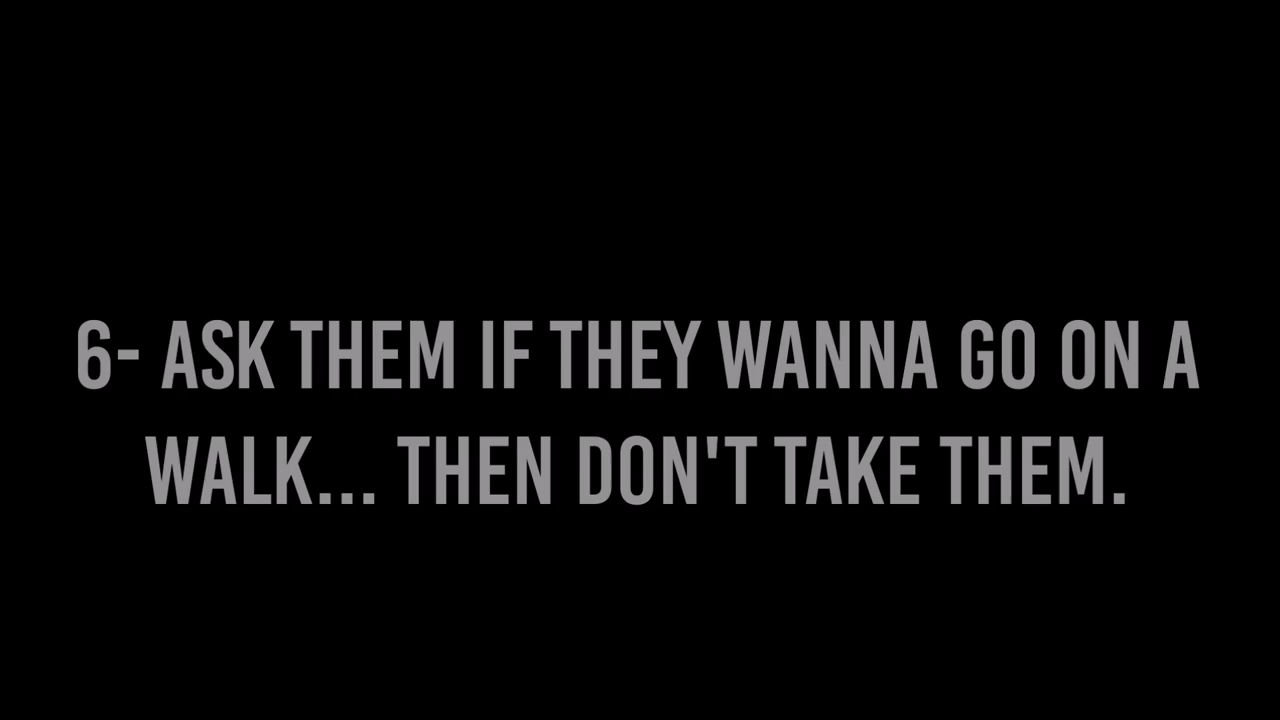 6- ASK THEM IF THEY WANNA GO ON A
WALK... THEN DON'T TAKE THEM.